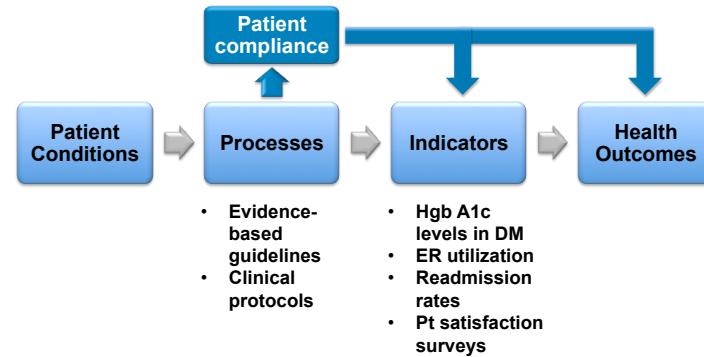 Patient
compliance
Patient
Conditions
Processes
Indicators
Health
Outcomes
• Evidence-
based
guidelines
• Clinical
protocols
• Hgb A1c
levels in DM
• ER utilization
• Readmission
rates
• Pt satisfaction
surveys